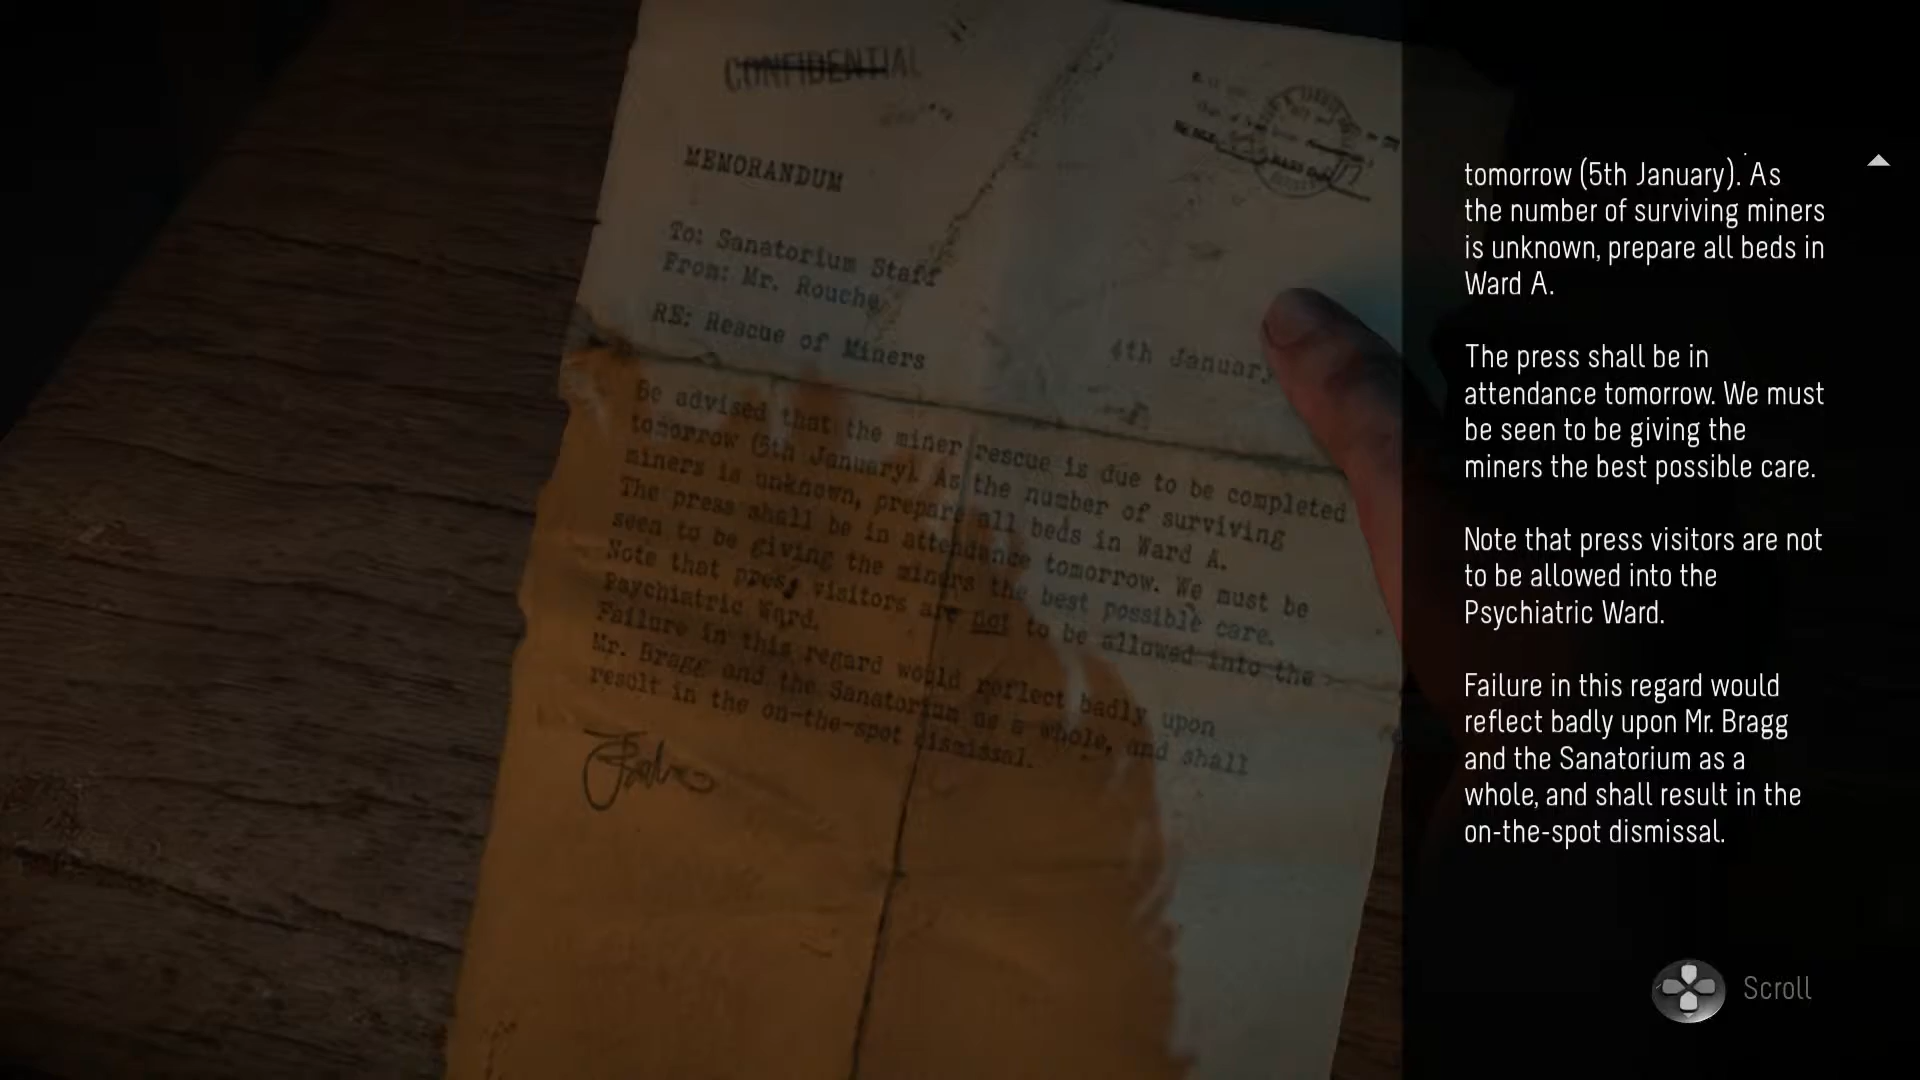 CONFIDENTIAL
MEMORANDUM
To: Sanatorium Staff
From: Mr. Rouche
RE: Rescue of Miners
4th January
Be advised that the miner rescue is due to be completed
tomorrow (5th January). As the number of surviving
miners is unknown, prepare all beds in Ward A.
The press shall be in attendance tomorrow. We must be
seen to be giving the miners the best possible care.
Note that press visitors are not to be allowed into the
Psychiatric Ward.
Failure in this regard would reflect badly upon
Mr. Bragg and the Sanatorium as a whole, and shall
result in the on-the-spot dismissal.
tomorrow (5th January). As
the number of surviving miners
is unknown, prepare all beds in
Ward A.
The press shall be in
attendance tomorrow. We must
be seen to be giving the
miners the best possible care.
Note that press visitors are not
to be allowed into the
Psychiatric Ward.
Failure in this regard would
reflect badly upon Mr. Bragg
and the Sanatorium as a
whole, and shall result in the
on-the-spot dismissal.
Scroll